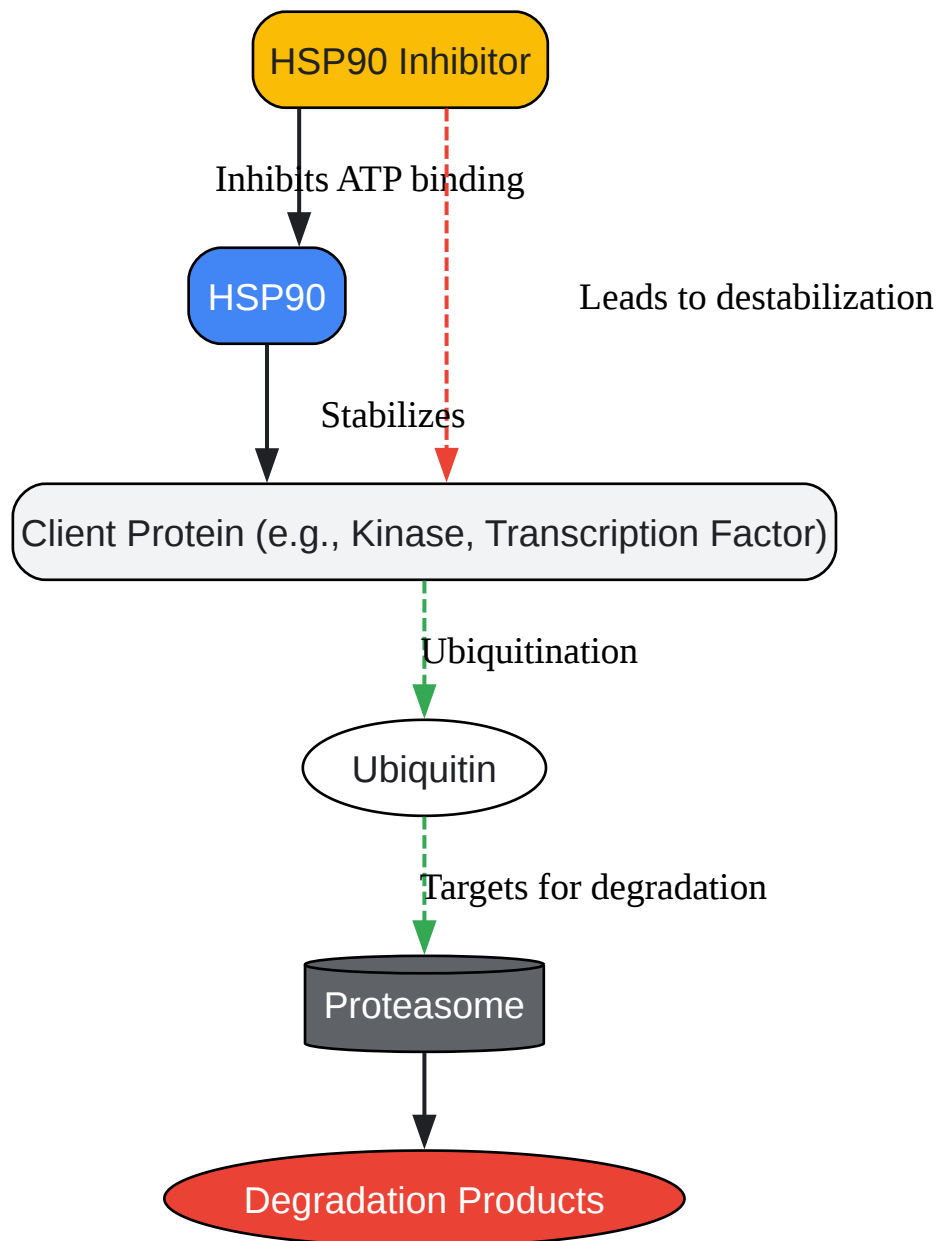 HSP90 Inhibitor
Inhibits ATP binding
HSP90
Leads to destabilization
Stabilizes
Client Protein (e.g., Kinase, Transcription Factor)
Ubiquitination
Ubiquitin
Targets for degradation
Proteasome
Degradation Products